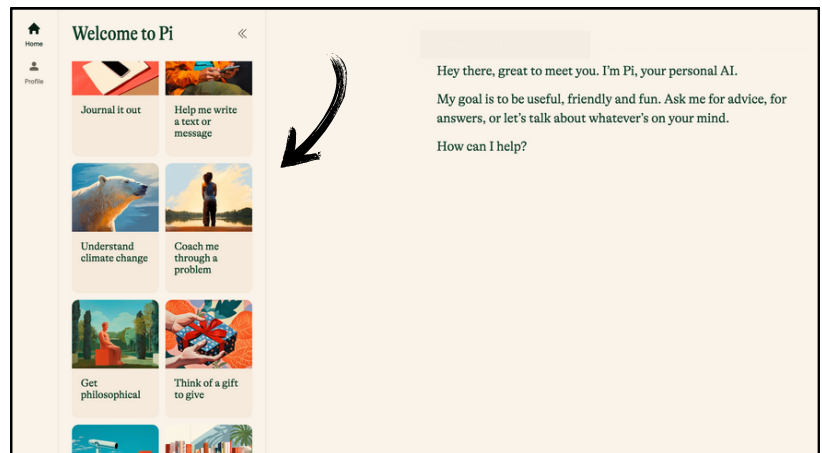 Home
Profile
Welcome to Pi
Journal it out
Help me write
a text or
message
Understand
climate change
Coach me
through a
problem
Get
philosophical
Think of a gift
to give
Hey there, great to meet you. I'm Pi, your personal AI.
My goal is to be useful, friendly and fun. Ask me for advice, for
answers, or let's talk about whatever's on your mind.
How can I help?